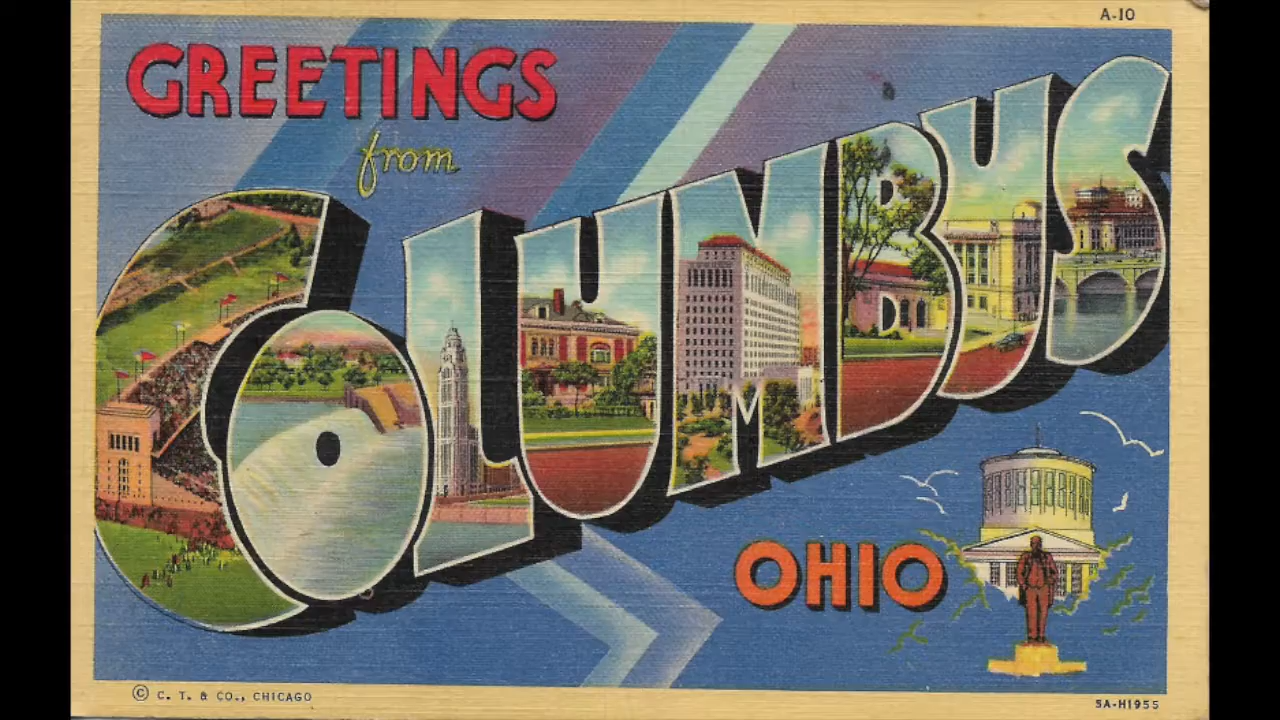 A-10
GREETINGS
from
COLUMBUS
OHIO
© C. T. & CO., CHICAGO
5A-H1955